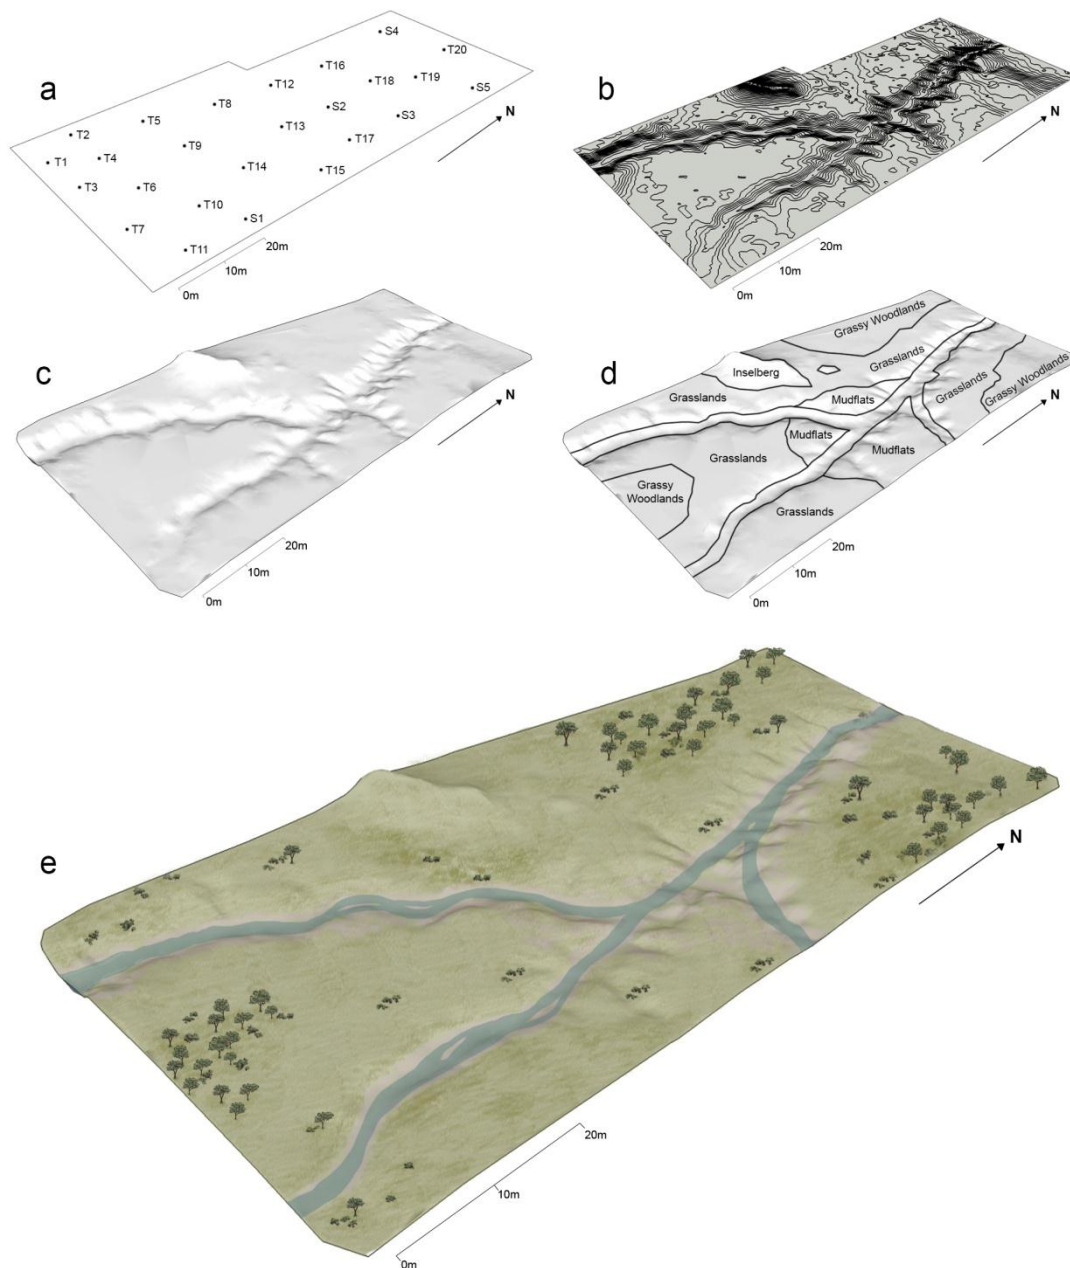 a
S4
T20
T16
T12
T18
T19
S5
T8
S2
S3
T5
T13
T2
T17
T9
T1
T4
T14
T15
T3
T6
T10
S1
T7
T11
N
0m
10m
20m
b
N
0m
10m
20m
c
N
0m
10m
20m
d
Grassy Woodlands
Grasslands
Inselberg
Grasslands
Mudflats
Grasslands
Grassy Woodlands
Mudflats
Grasslands
Mudflats
Grassy
Woodlands
Grasslands
N
0m
10m
20m
e
N
0m
10m
20m